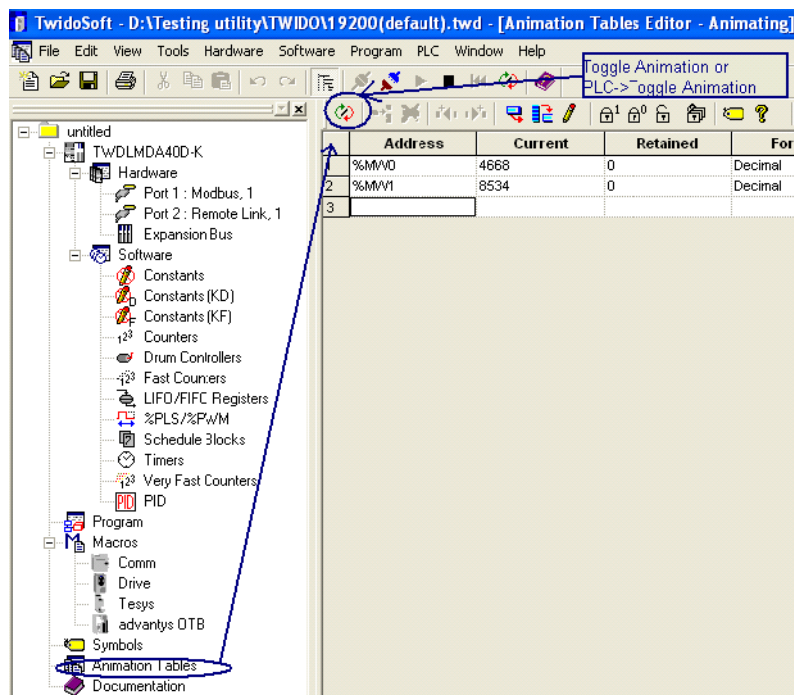 TwidoSoft - D:\Testing utility\TWIDO\19200(default).twd - [Animation Tables Editor - Animating]
File Edit View Tools Hardware Software Program PLC Window Help
Toggle Animation or
PLC->Toggle Animation
Address Current Retained For
1 %MW0 4668 0 Decimal
2 %MW1 8534 0 Decimal
3
untitled
TWDLMDA40D-K
Hardware
Port 1 : Modbus, 1
Port 2 : Remote Link, 1
Expansion Bus
Software
Constants
Constants (KD)
Constants (KF)
Counters
Drum Controllers
Fast Counters
LIFO/FIFO Registers
%PLS/%PWM
Schedule Blocks
Timers
Very Fast Counters
PID PID
Program
Macros
Comm
Drive
Tesys
advantys OTB
Symbols
Animation Tables
Documentation